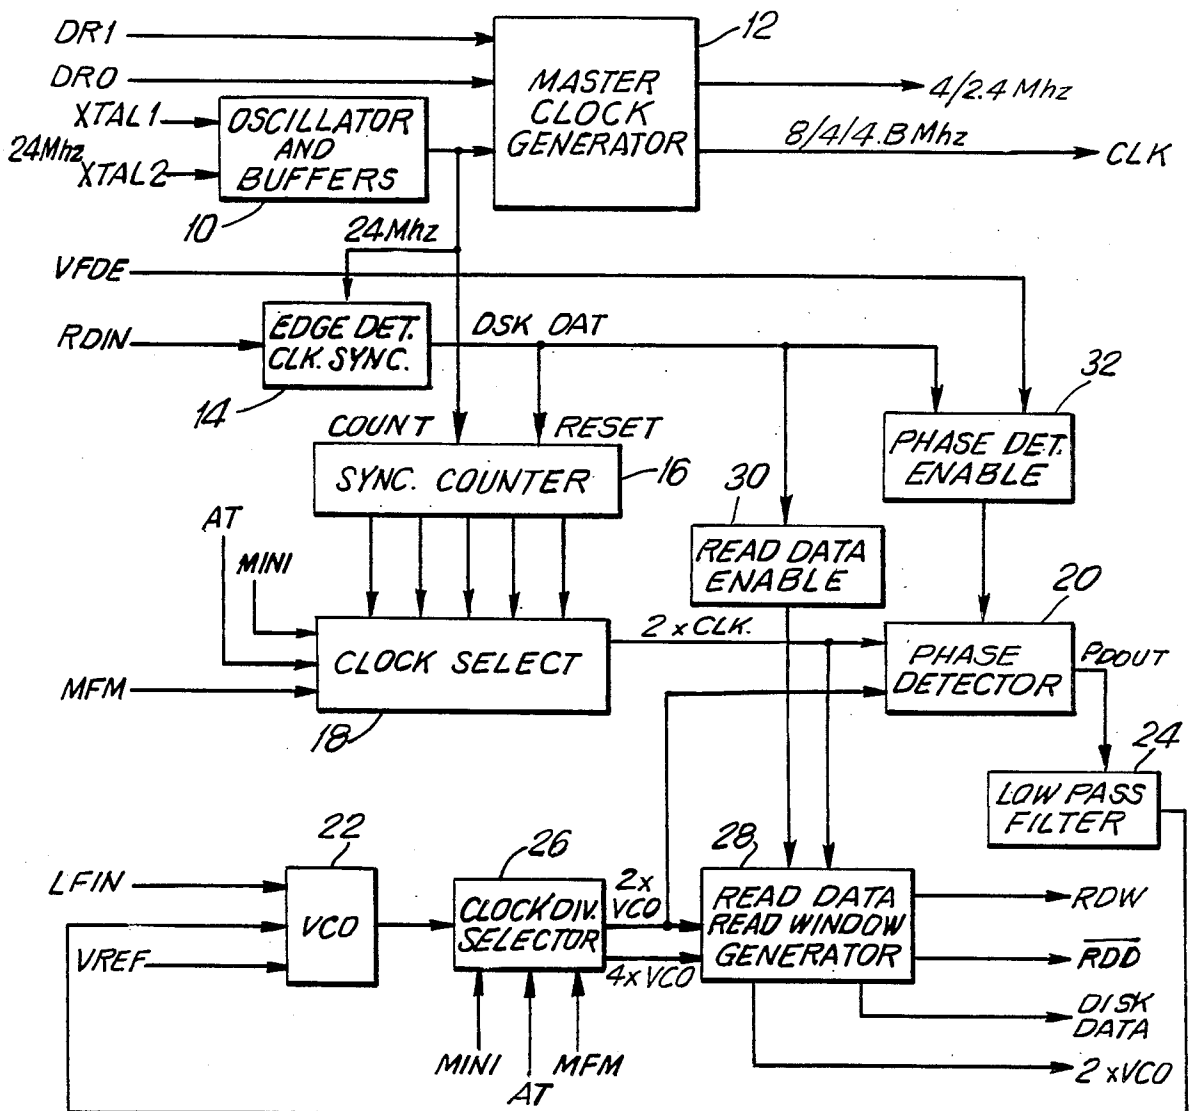 DR1
12
DR0
MASTER
CLOCK
GENERATOR
4/2.4 Mhz
XTAL1
OSCILLATOR
AND
BUFFERS
24Mhz
XTAL2
8/4/4.8 Mhz
CLK
10
24Mhz
VFDE
RDIN
EDGE DET.
CLK. SYNC.
DSK DAT
14
32
COUNT
RESET
PHASE DET.
ENABLE
SYNC. COUNTER
16
30
AT
MINI
READ DATA
ENABLE
20
2 x CLK.
CLOCK SELECT
PHASE
DETECTOR
PDOUT
MFM
18
24
LOW PASS
FILTER
22
26
28
LFIN
2x
VCO
VCO
CLOCK DIV.
SELECTOR
READ DATA
READ WINDOW
GENERATOR
RDW
VREF
4xVCO
RDD
DISK
DATA
MINI
AT
MFM
2 xVCO